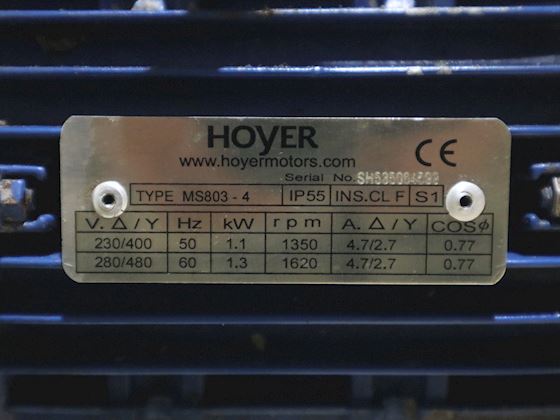 HOYER
CE
www.hoyermotors.com
Serial No.
TYPE MS803-4 IP55 INS.CL F S1
V. Δ/Y Hz kW rpm A. Δ/Y COSϕ
230/400 50 1.1 1350 4.7/2.7 0.77
280/480 60 1.3 1620 4.7/2.7 0.77